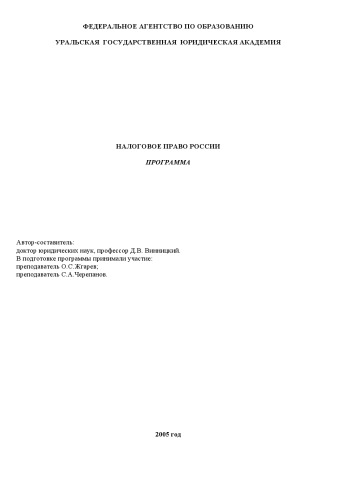 ФЕДЕРАЛЬНОЕ АГЕНТСТВО ПО ОБРАЗОВАНИЮ
УРАЛЬСКАЯ ГОСУДАРСТВЕННАЯ ЮРИДИЧЕСКАЯ АКАДЕМИЯ
НАЛОГОВОЕ ПРАВО РОССИИ
ПРОГРАММА
Автор-составитель:
доктор юридических наук, профессор Д.В. Винницкий.
В подготовке программы принимали участие:
преподаватель О.С.Жгарев;
преподаватель С.А.Черепанов.
2005 год